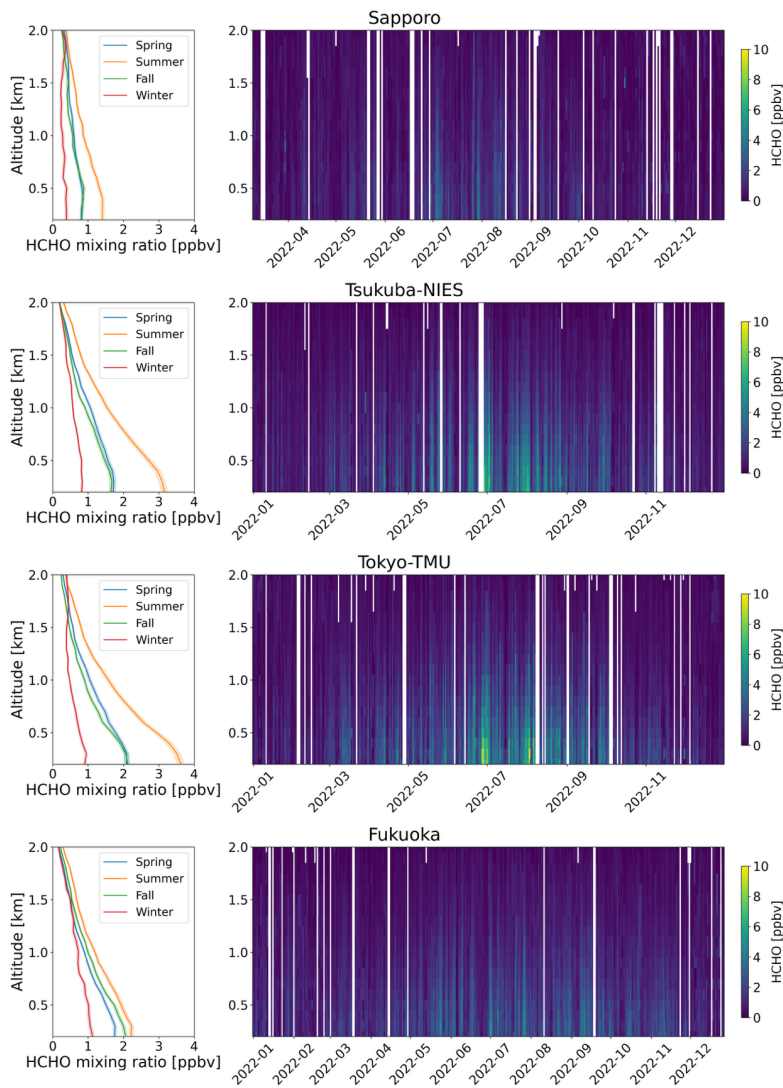 Sapporo
2.0
1.5
1.0
0.5
Altitude [km]
Spring
Summer
Fall
Winter
0 1 2 3 4
HCHO mixing ratio [ppbv]
2022-04 2022-05 2022-06 2022-07 2022-08 2022-09 2022-10 2022-11 2022-12
2.0
1.5
1.0
0.5
10
8
6
4
2
0
HCHO [ppbv]
Tsukuba-NIES
2.0
1.5
1.0
0.5
Altitude [km]
Spring
Summer
Fall
Winter
0 1 2 3 4
HCHO mixing ratio [ppbv]
2.0
1.5
1.0
0.5
2022-01 2022-03 2022-05 2022-07 2022-09 2022-11
10
8
6
4
2
0
HCHO [ppbv]
Tokyo-TMU
2.0
1.5
1.0
0.5
Altitude [km]
Spring
Summer
Fall
Winter
0 1 2 3 4
HCHO mixing ratio [ppbv]
2.0
1.5
1.0
0.5
2022-01 2022-03 2022-05 2022-07 2022-09 2022-11
10
8
6
4
2
0
HCHO [ppbv]
Fukuoka
2.0
1.5
1.0
0.5
Altitude [km]
Spring
Summer
Fall
Winter
0 1 2 3 4
HCHO mixing ratio [ppbv]
2.0
1.5
1.0
0.5
2022-01 2022-02 2022-03 2022-04 2022-05 2022-06 2022-07 2022-08 2022-09 2022-10 2022-11 2022-12
10
8
6
4
2
0
HCHO [ppbv]